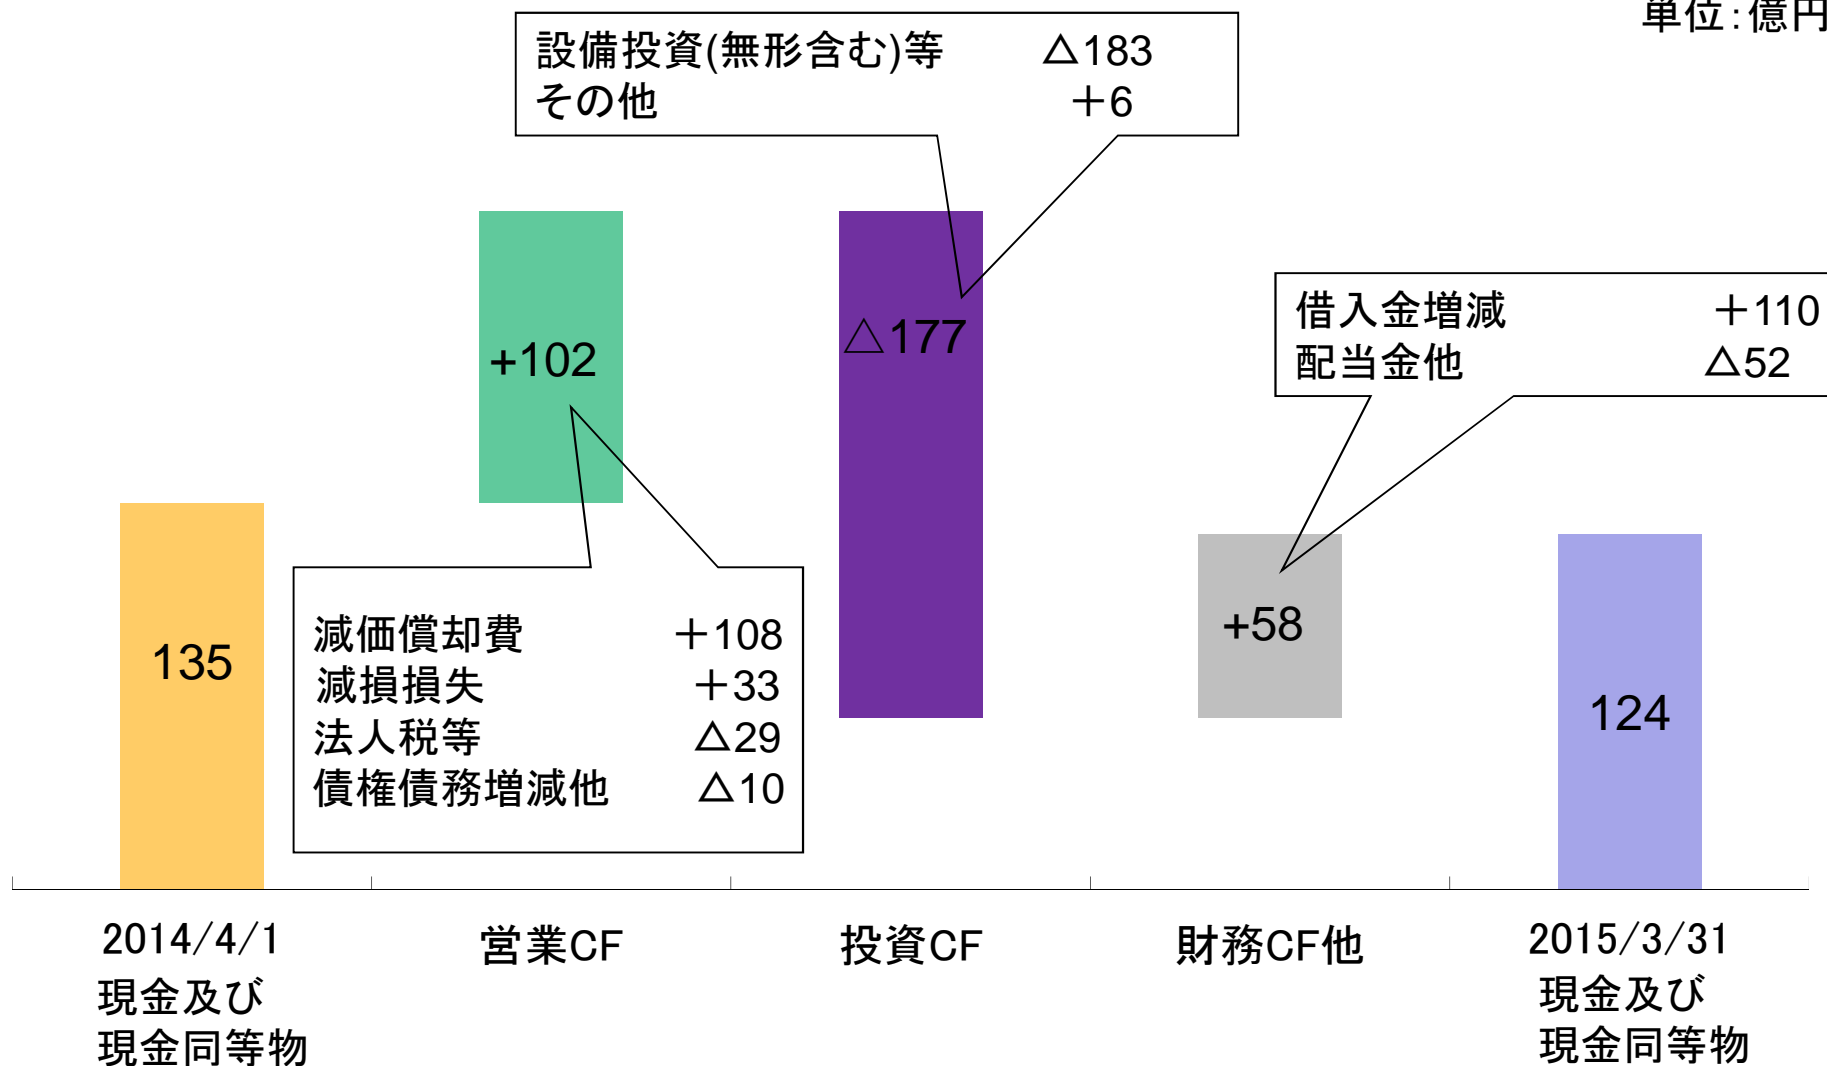 単位:億円
設備投資(無形含む)等 △183
その他 +6
+102
△177
借入金増減 +110
配当金他 △52
減価償却費 +108
減損損失 +33
法人税等 △29
債権債務増減他 △10
135
+58
124
2014/4/1
現金及び
現金同等物
営業CF
投資CF
財務CF他
2015/3/31
現金及び
現金同等物